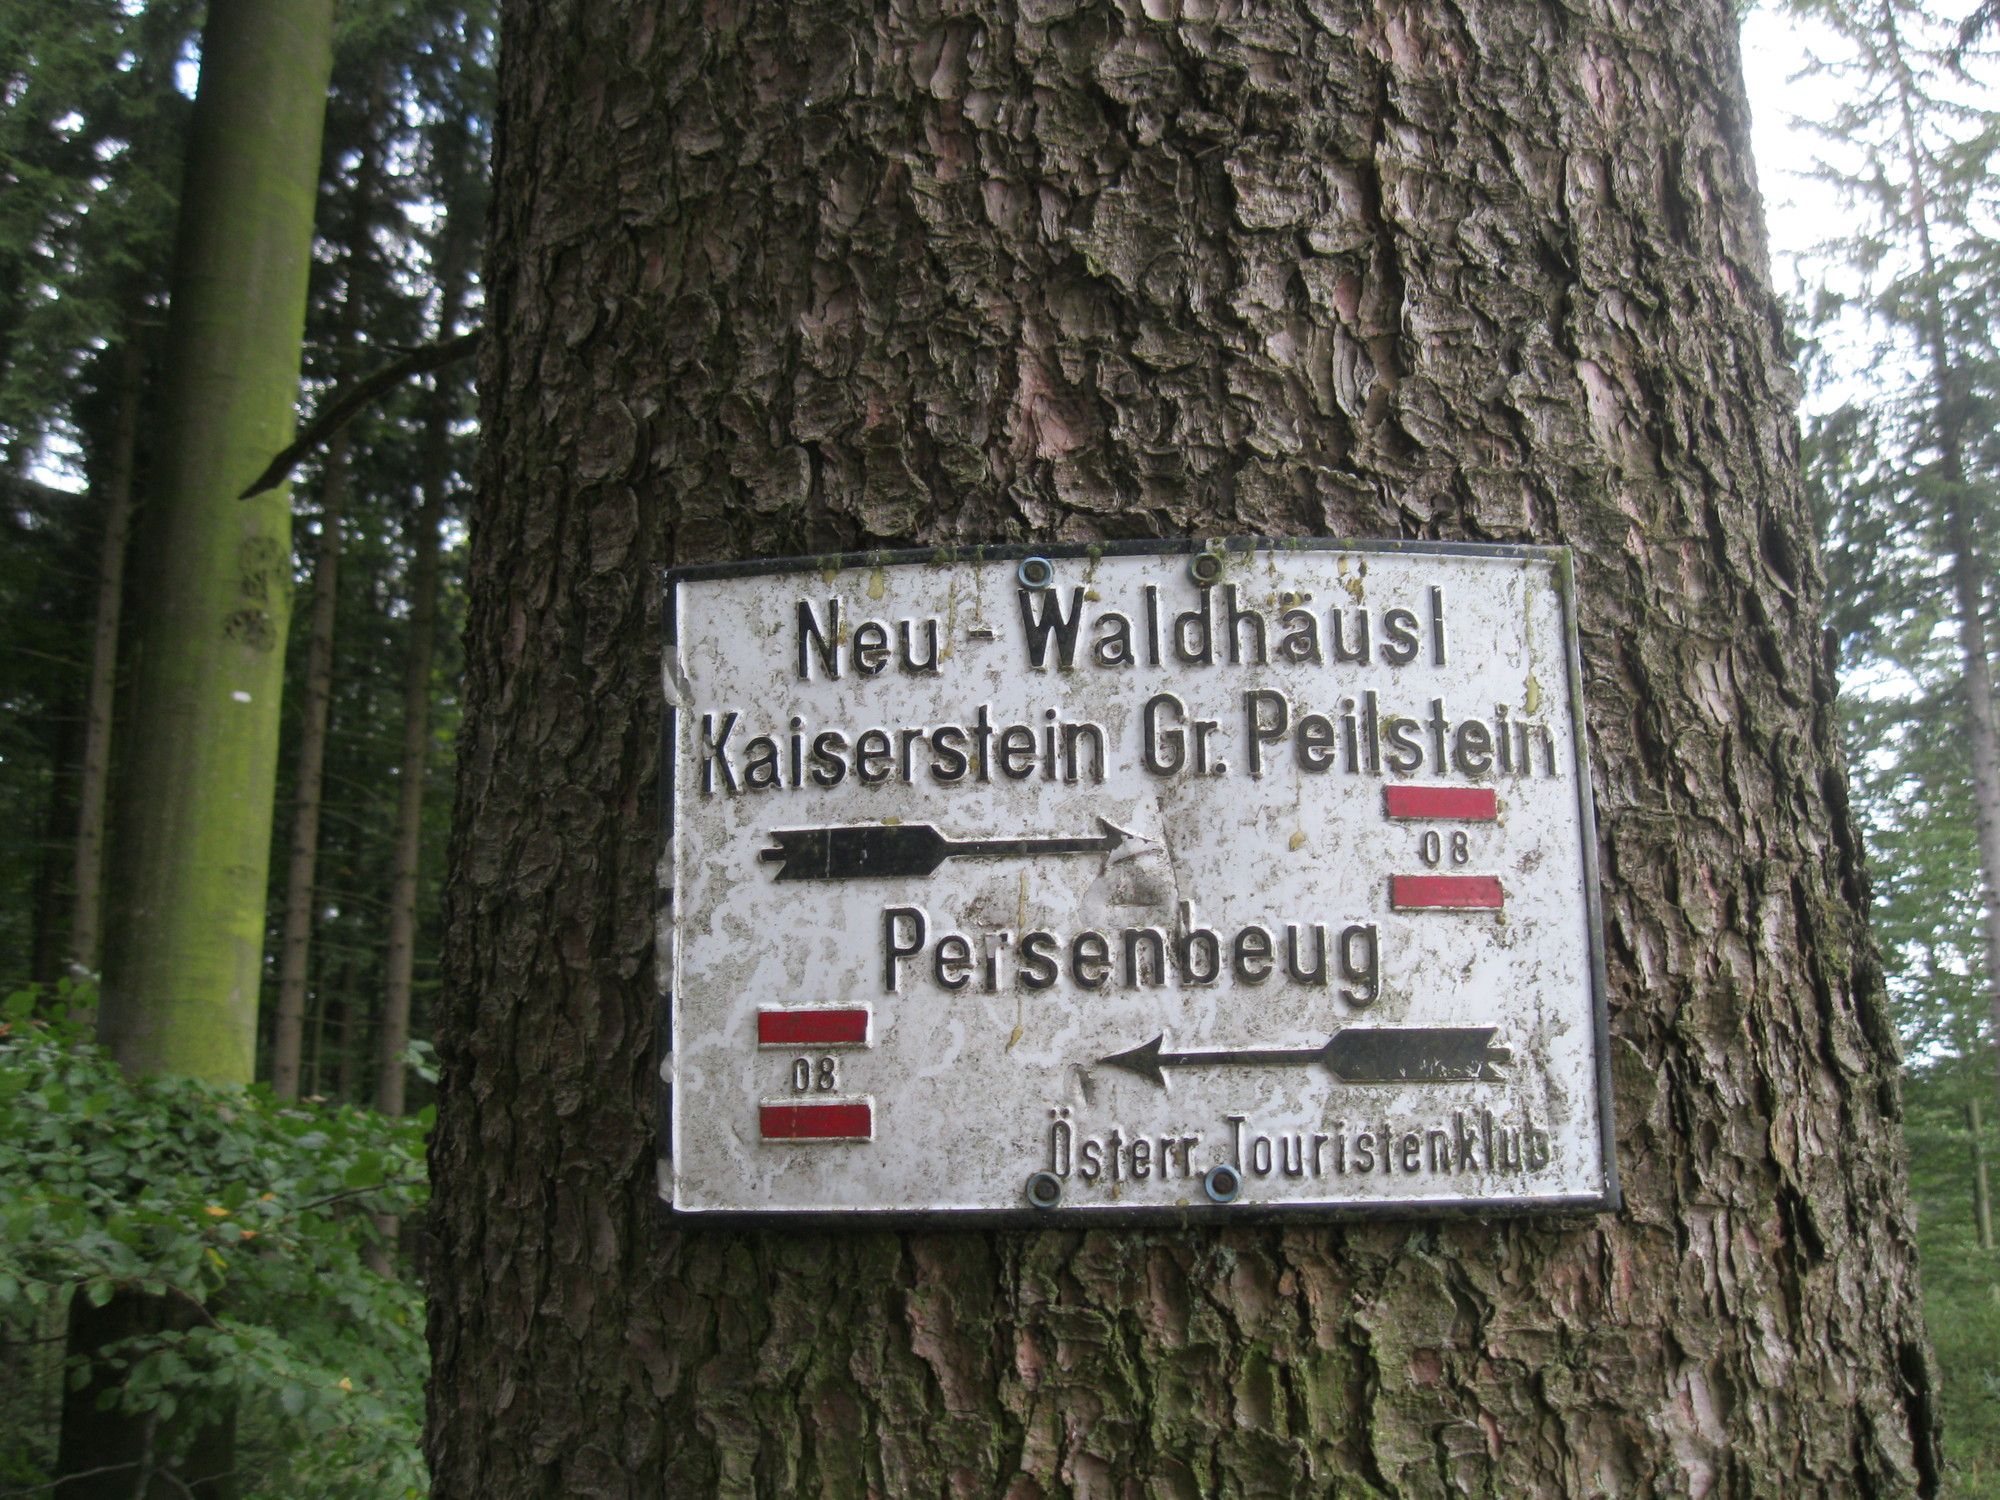 Neu - Waldhäusl
Kaiserstein Gr. Peilstein
08
Persenbeug
08
Österr. Touristenklub